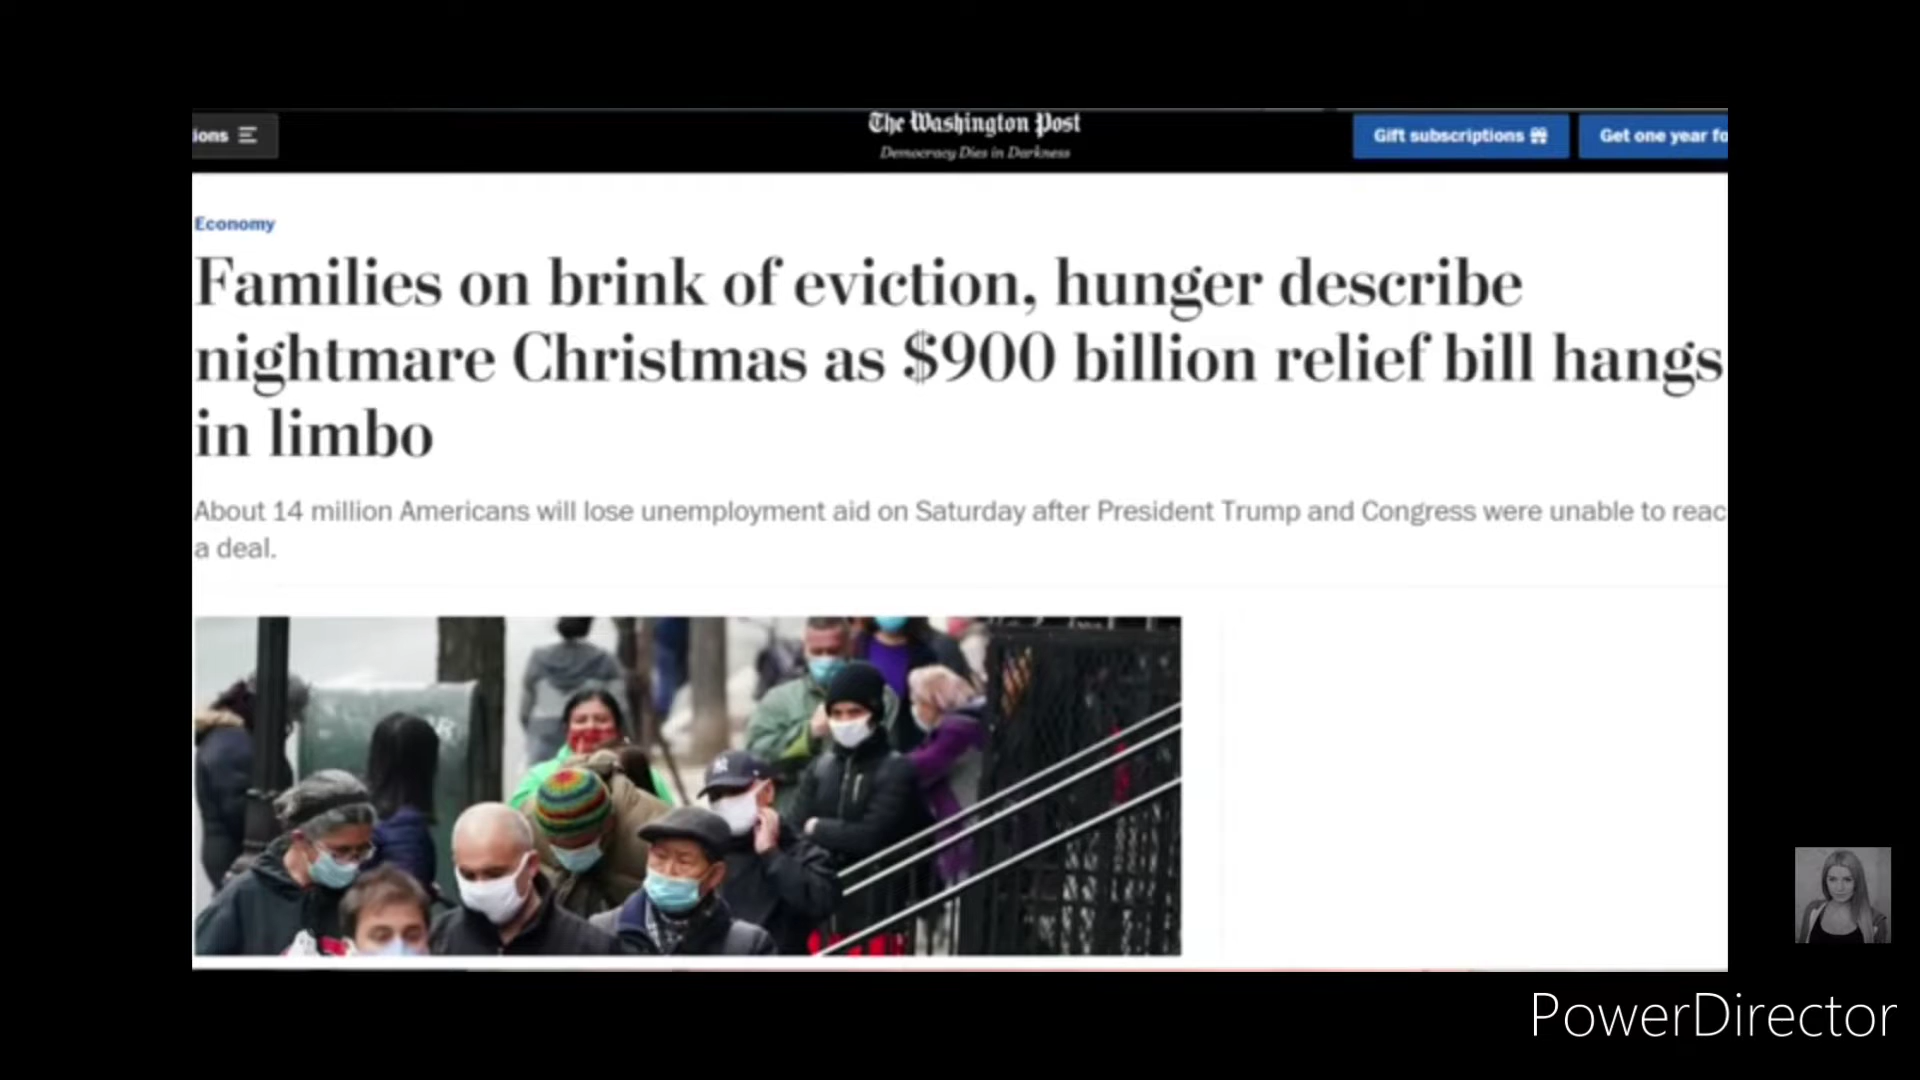 ions
The Washington Post
Democracy Dies in Darkness
Gift subscriptions
Get one year fo
Economy
Families on brink of eviction, hunger describe
nightmare Christmas as $900 billion relief bill hangs
in limbo
About 14 million Americans will lose unemployment aid on Saturday after President Trump and Congress were unable to reac
a deal.
PowerDirector